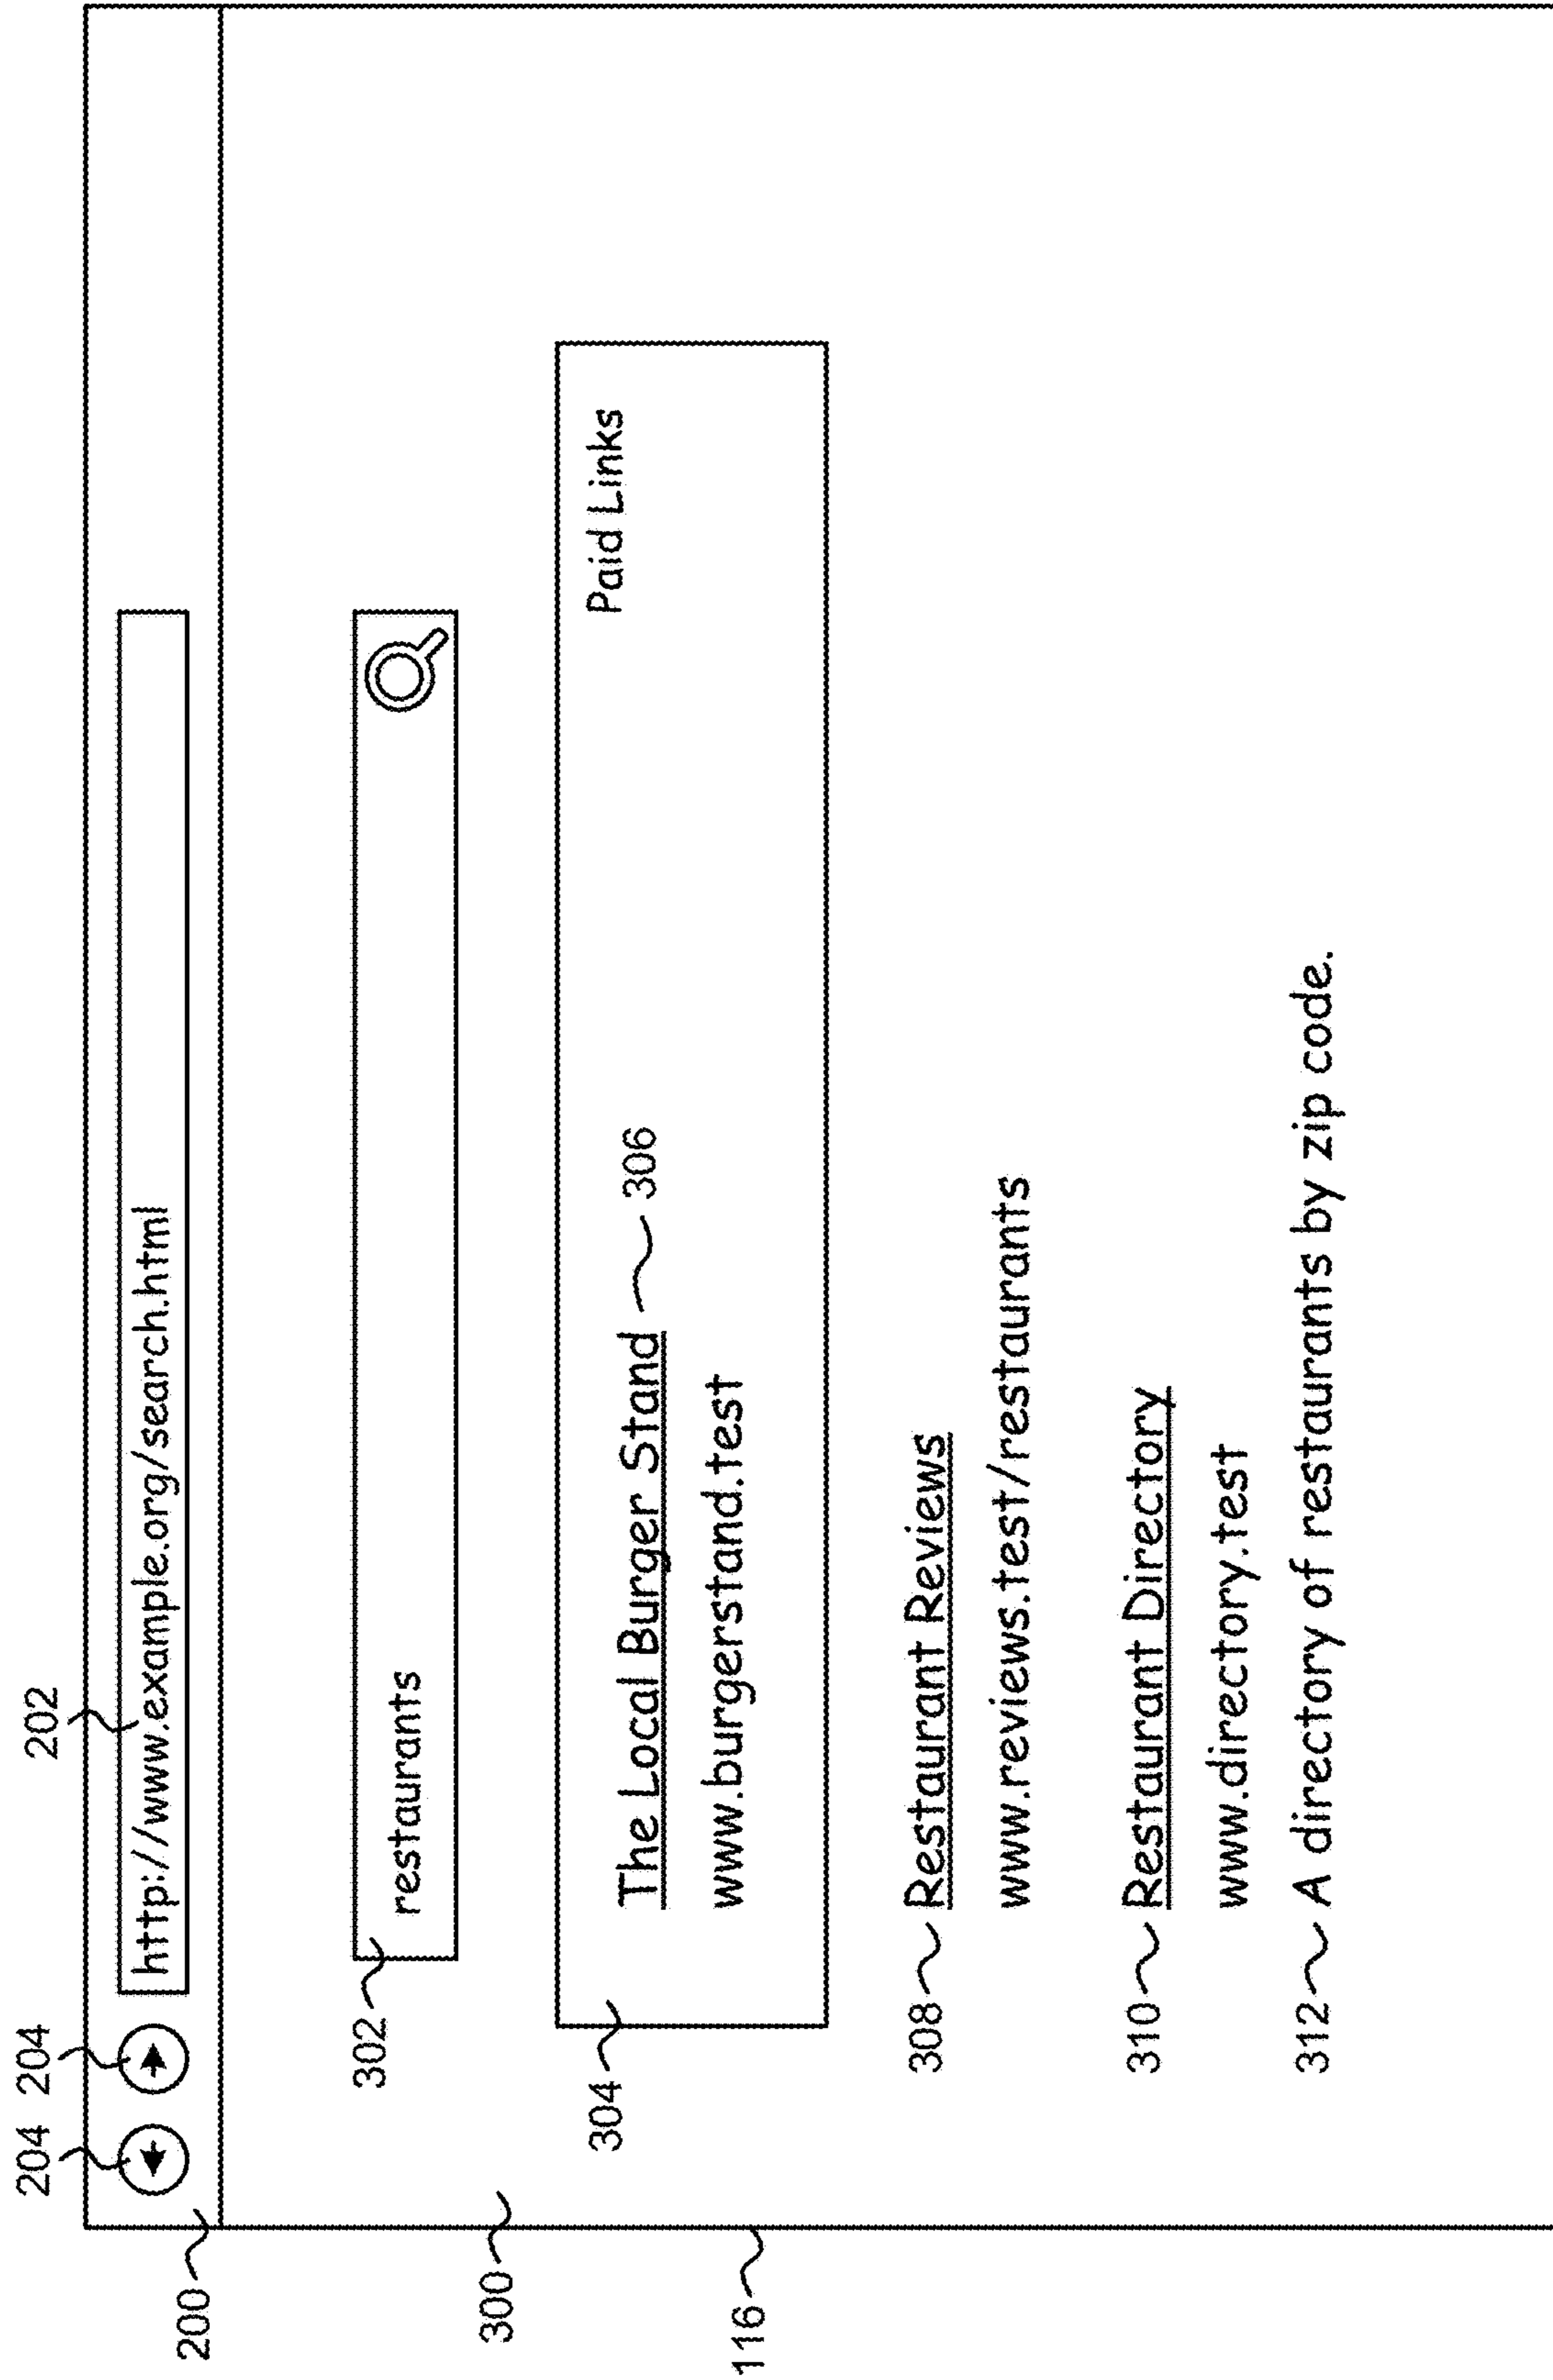 202
204 204
http://www.example.org/search.html
200
302
restaurants
300
304
Paid Links
The Local Burger Stand 306
www.burgerstand.test
116
308 Restaurant Reviews
www.reviews.test/restaurants
310 Restaurant Directory
www.directory.test
312 A directory of restaurants by zip code.